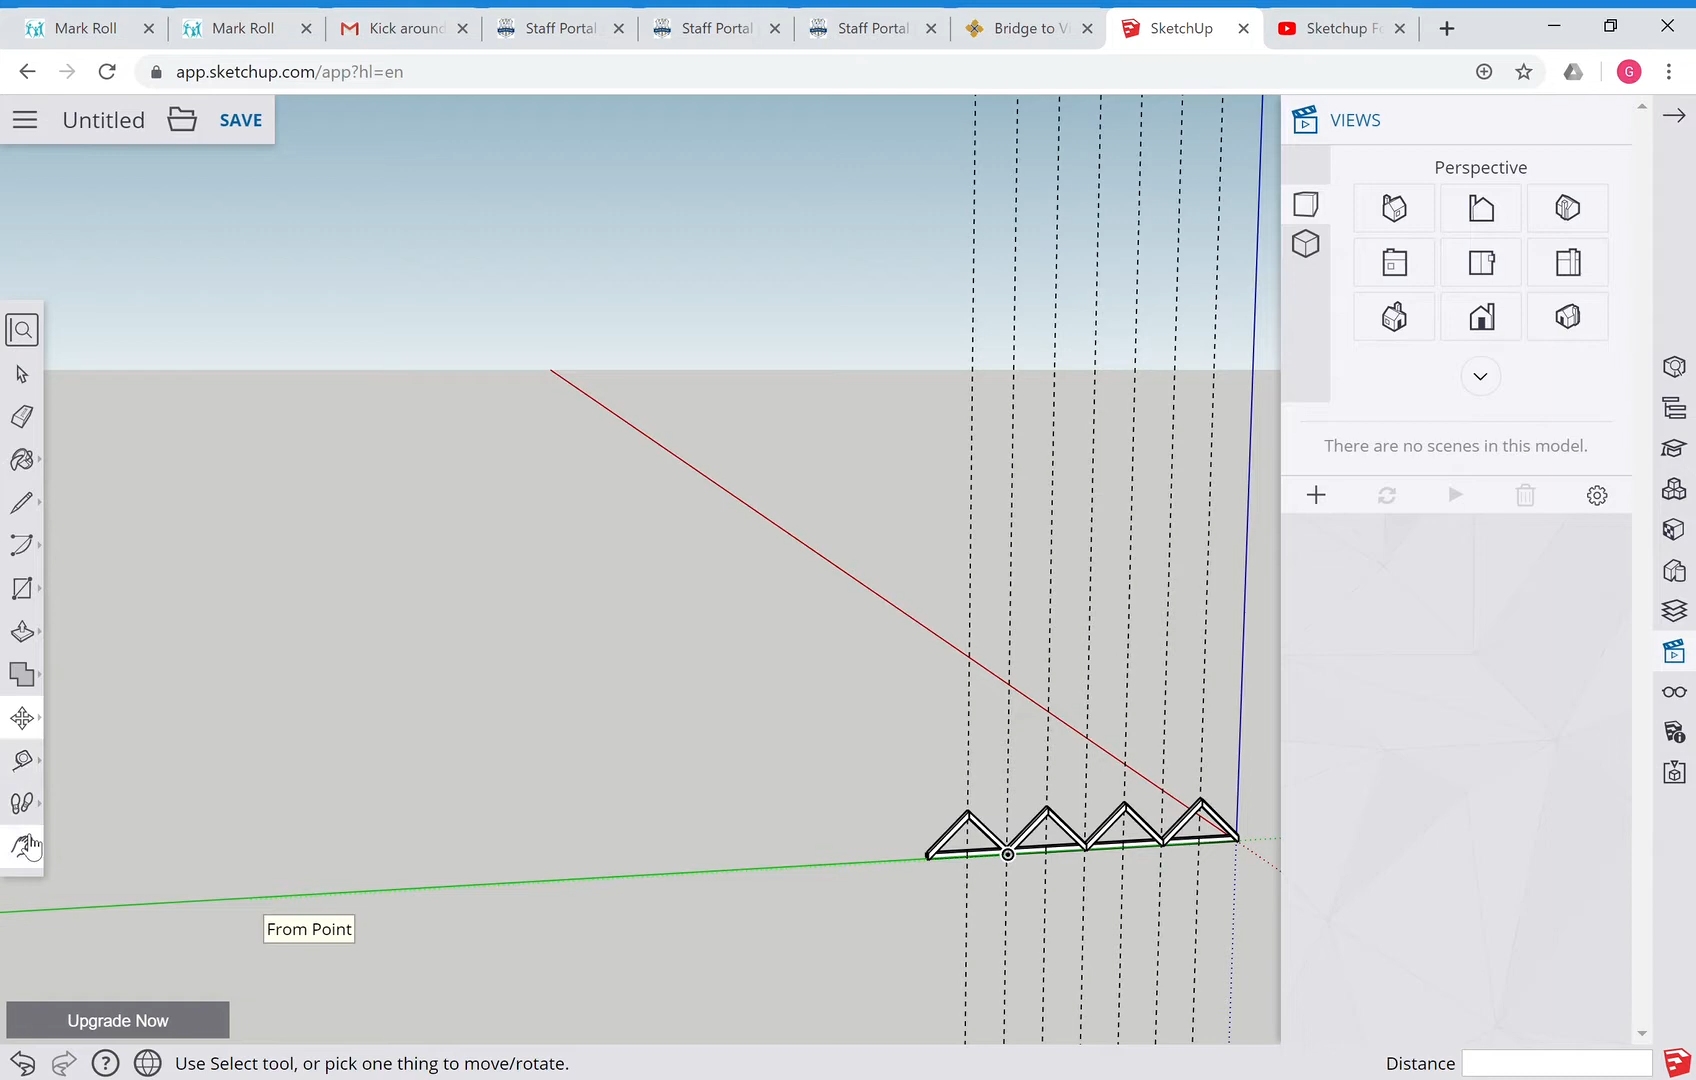 Mark Roll
Mark Roll
Kick around
Staff Portal
Staff Portal
Staff Portal
Bridge to Vi
SketchUp
Sketchup Fo
app.sketchup.com/app?hl=en
G
Untitled
SAVE
VIEWS
Perspective
There are no scenes in this model.
From Point
Upgrade Now
Use Select tool, or pick one thing to move/rotate.
Distance